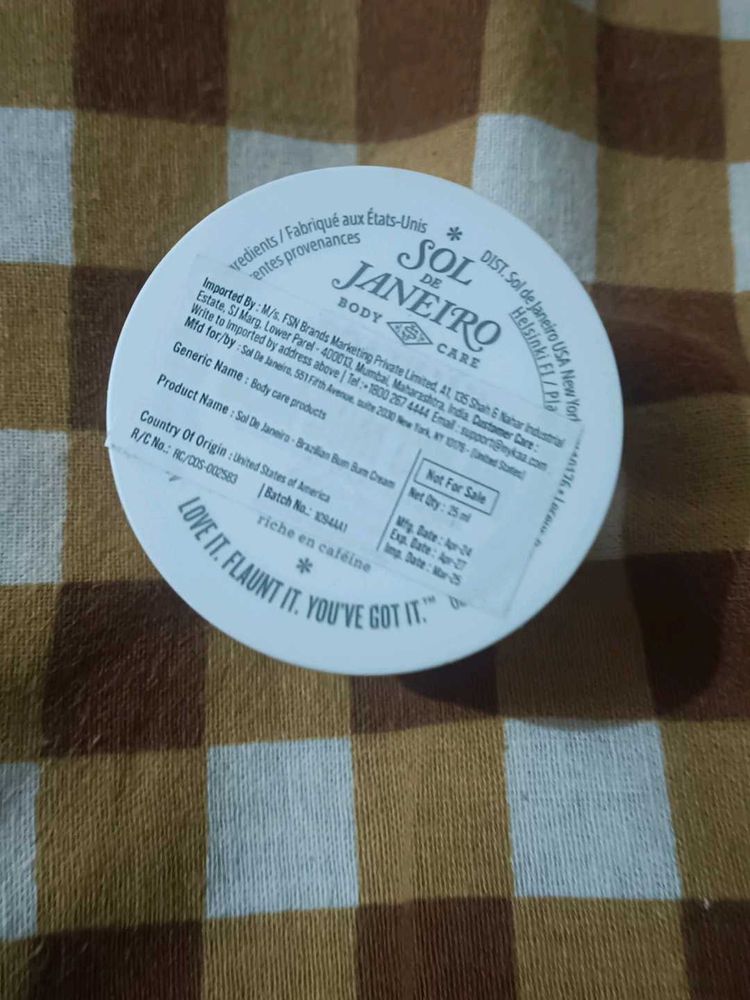 redients / Fabriqué aux États-Unis
entes provenances
SOL
DE
JANEIRO
BODY CARE
DIST. Sol de Janeiro USA, New York
Helsinki FI / Pla
Imported By : M/s. FSN Brands Marketing Private Limited, A1, 135 Shah & Nahar Industrial
Estate, SJ Marg, Lower Parel - 400013, Mumbai, Maharashtra, India. Customer Care :
Write to Imported by address above | Tel :+ 1800 267 4444 Email : support@nykaa.com
Mfd for/by : Sol De Janeiro, 551 Fifth Avenue, suite 2030 New York, NY 10176 - (United States)
Generic Name : Body care products
Product Name : Sol De Janeiro - Brazilian Bum Bum Cream
Country Of Origin : United States of America
R/C No.: RC/COS-002583 | Batch No.: 1094AA1
Not For Sale
Net Qty : 25 ml
Mfg. Date : Apr-24
Exp. Date : Apr-27
Imp. Date : Mar-25
riche en caféine
LOVE IT. FLAUNT IT. YOU'VE GOT IT.™